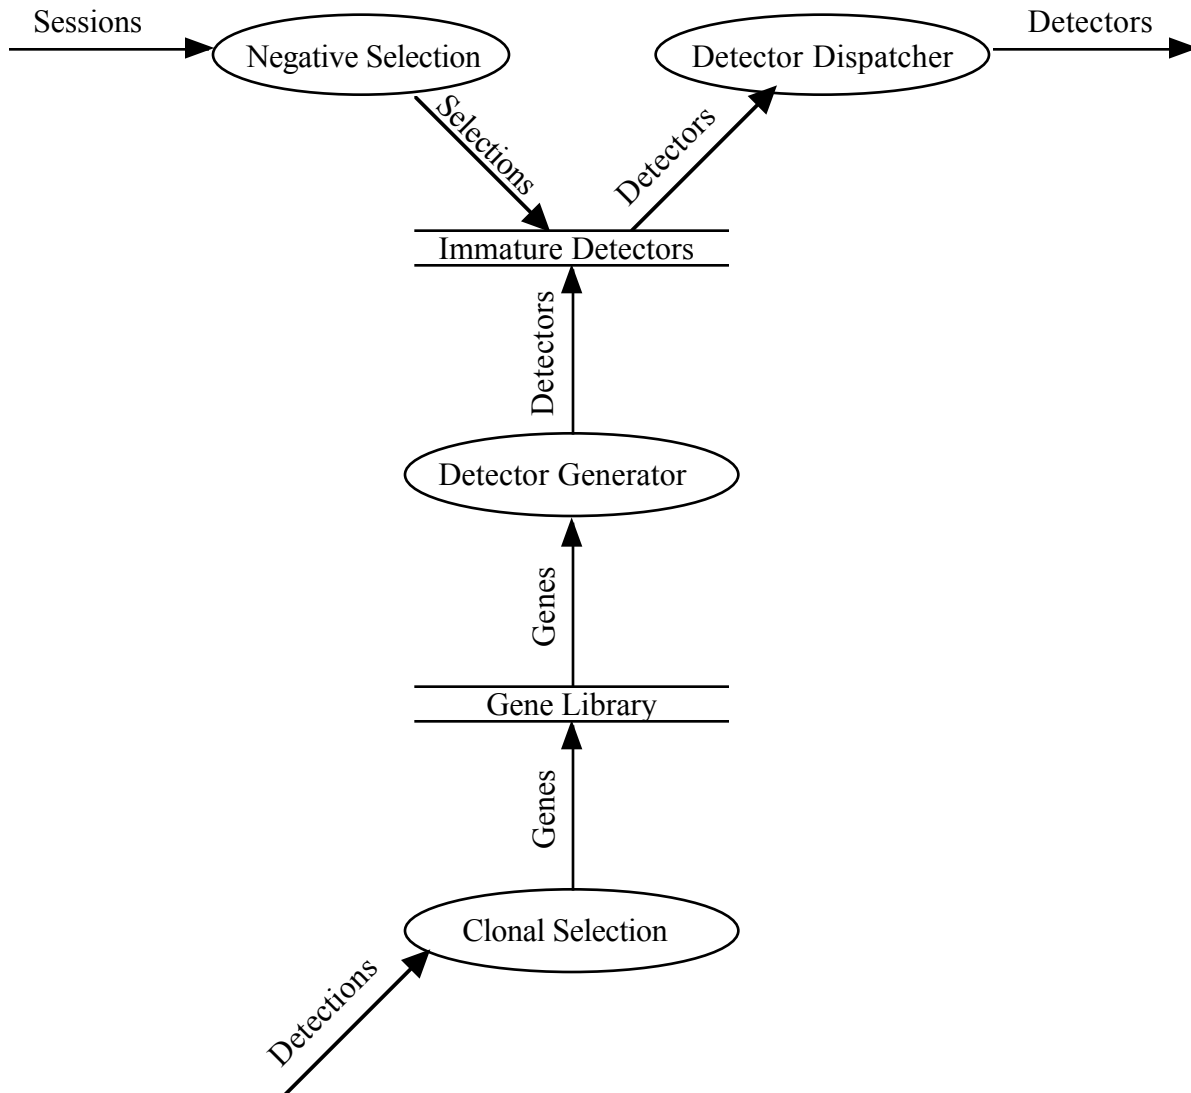 Sessions
Negative Selection
Detector Dispatcher
Detectors
Selections
Detectors
Immature Detectors
Detectors
Detector Generator
Genes
Gene Library
Genes
Clonal Selection
Detections